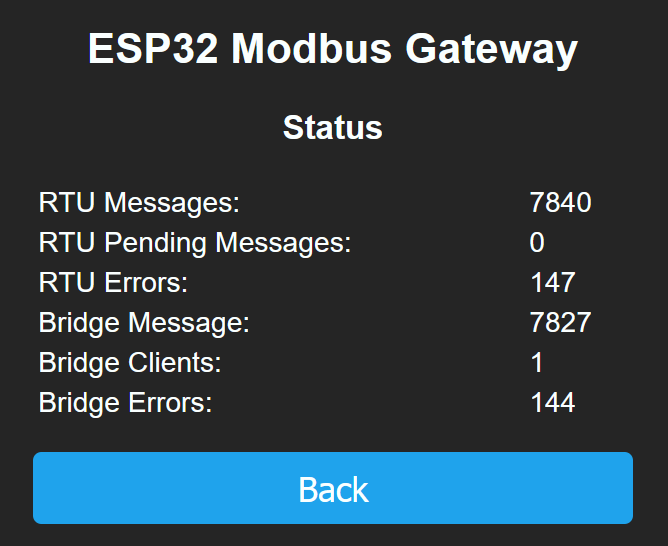 ESP32 Modbus Gateway
Status
RTU Messages: 7840
RTU Pending Messages: 0
RTU Errors: 147
Bridge Message: 7827
Bridge Clients: 1
Bridge Errors: 144
Back